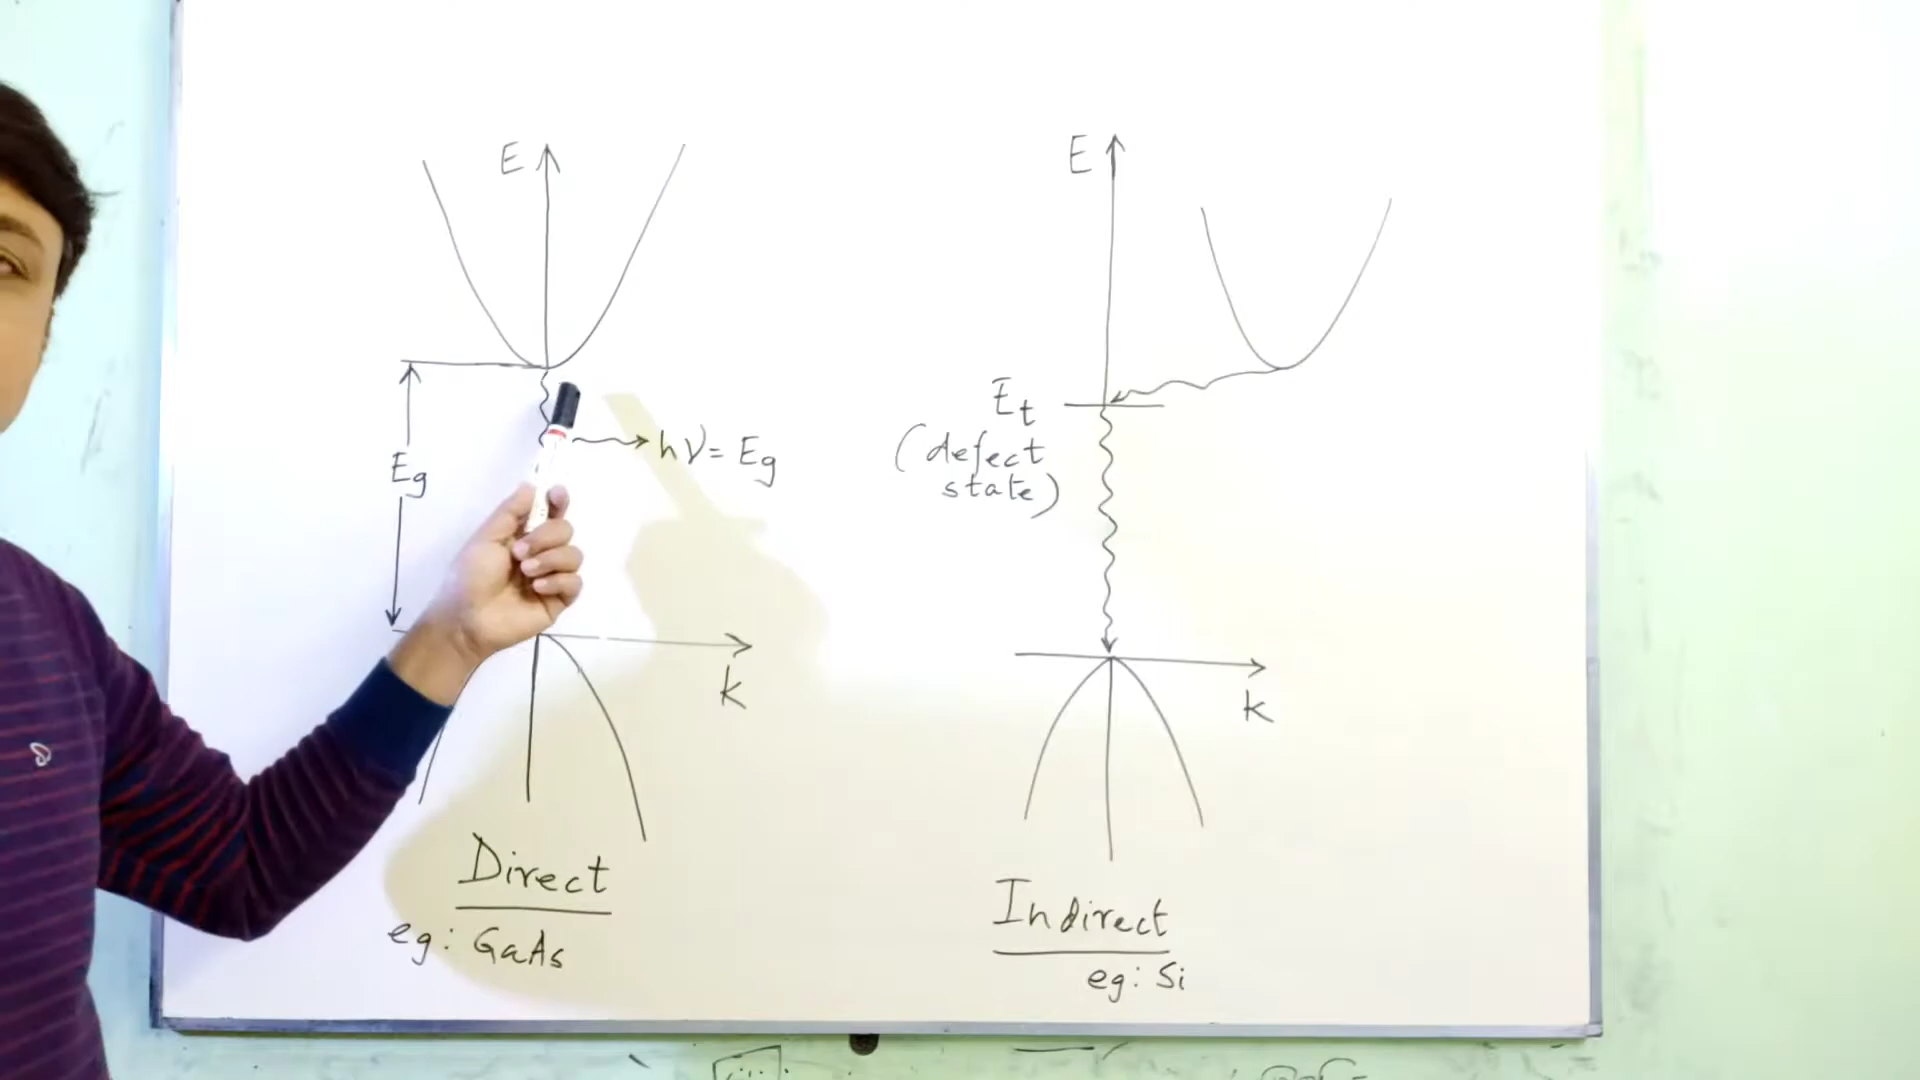 E
hν = Eg
Eg
k
Direct
eg: GaAs
E
Et
(defect
state)
k
Indirect
eg: Si